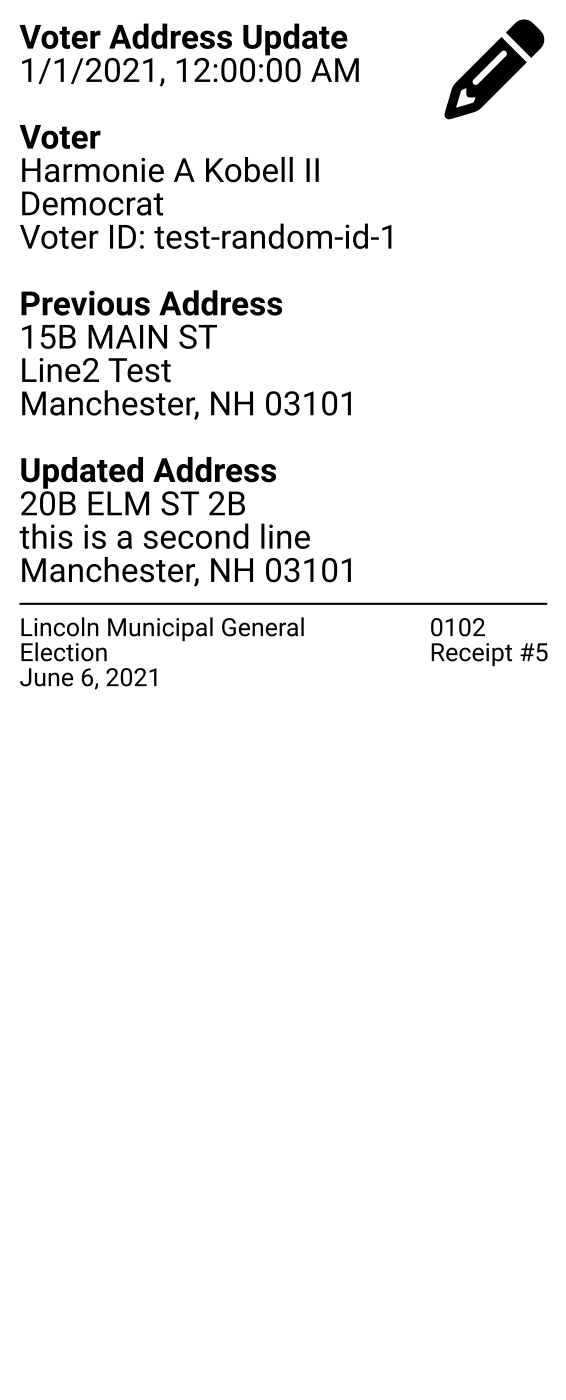 Voter Address Update
1/1/2021, 12:00:00 AM
Voter
Harmonie A Kobell II
Democrat
Voter ID: test-random-id-1
Previous Address
15B MAIN ST
Line2 Test
Manchester, NH 03101
Updated Address
20B ELM ST 2B
this is a second line
Manchester, NH 03101
Lincoln Municipal General
Election
June 6, 2021
0102
Receipt #5